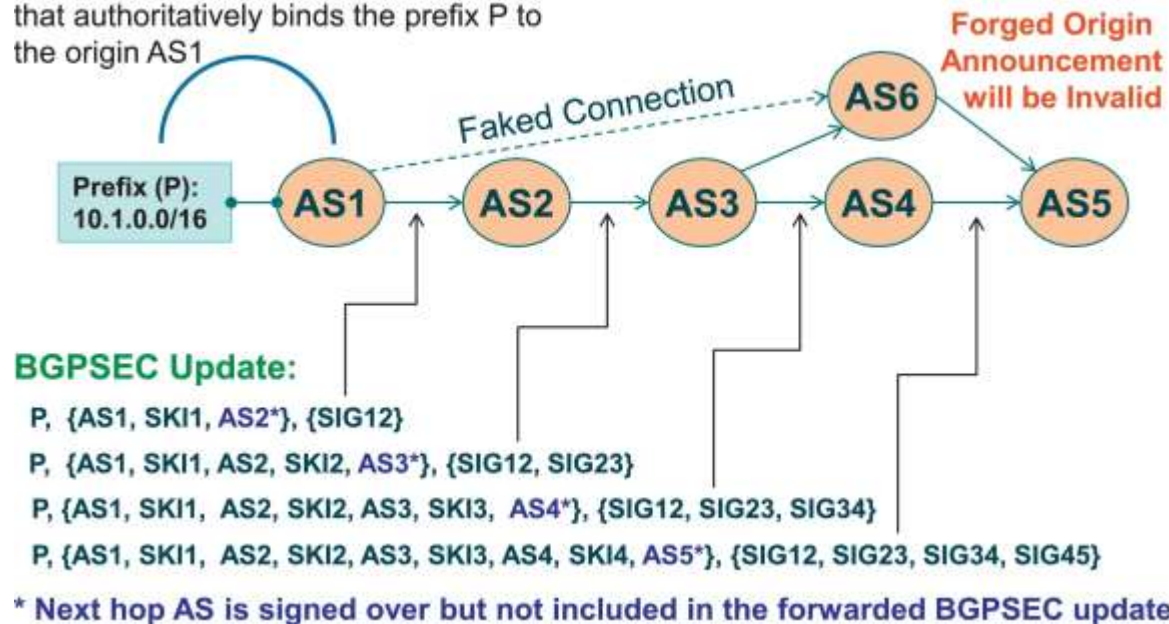 that authoritatively binds the prefix P to
the origin AS1
Forged Origin
Announcement
will be Invalid
Faked Connection
AS6
Prefix (P):
10.1.0.0/16
AS1
AS2
AS3
AS4
AS5
BGPSEC Update:
P, {AS1, SKI1, AS2*}, {SIG12}
P, {AS1, SKI1, AS2, SKI2, AS3*}, {SIG12, SIG23}
P, {AS1, SKI1, AS2, SKI2, AS3, SKI3, AS4*}, {SIG12, SIG23, SIG34}
P, {AS1, SKI1, AS2, SKI2, AS3, SKI3, AS4, SKI4, AS5*}, {SIG12, SIG23, SIG34, SIG45}
* Next hop AS is signed over but not included in the forwarded BGPSEC update